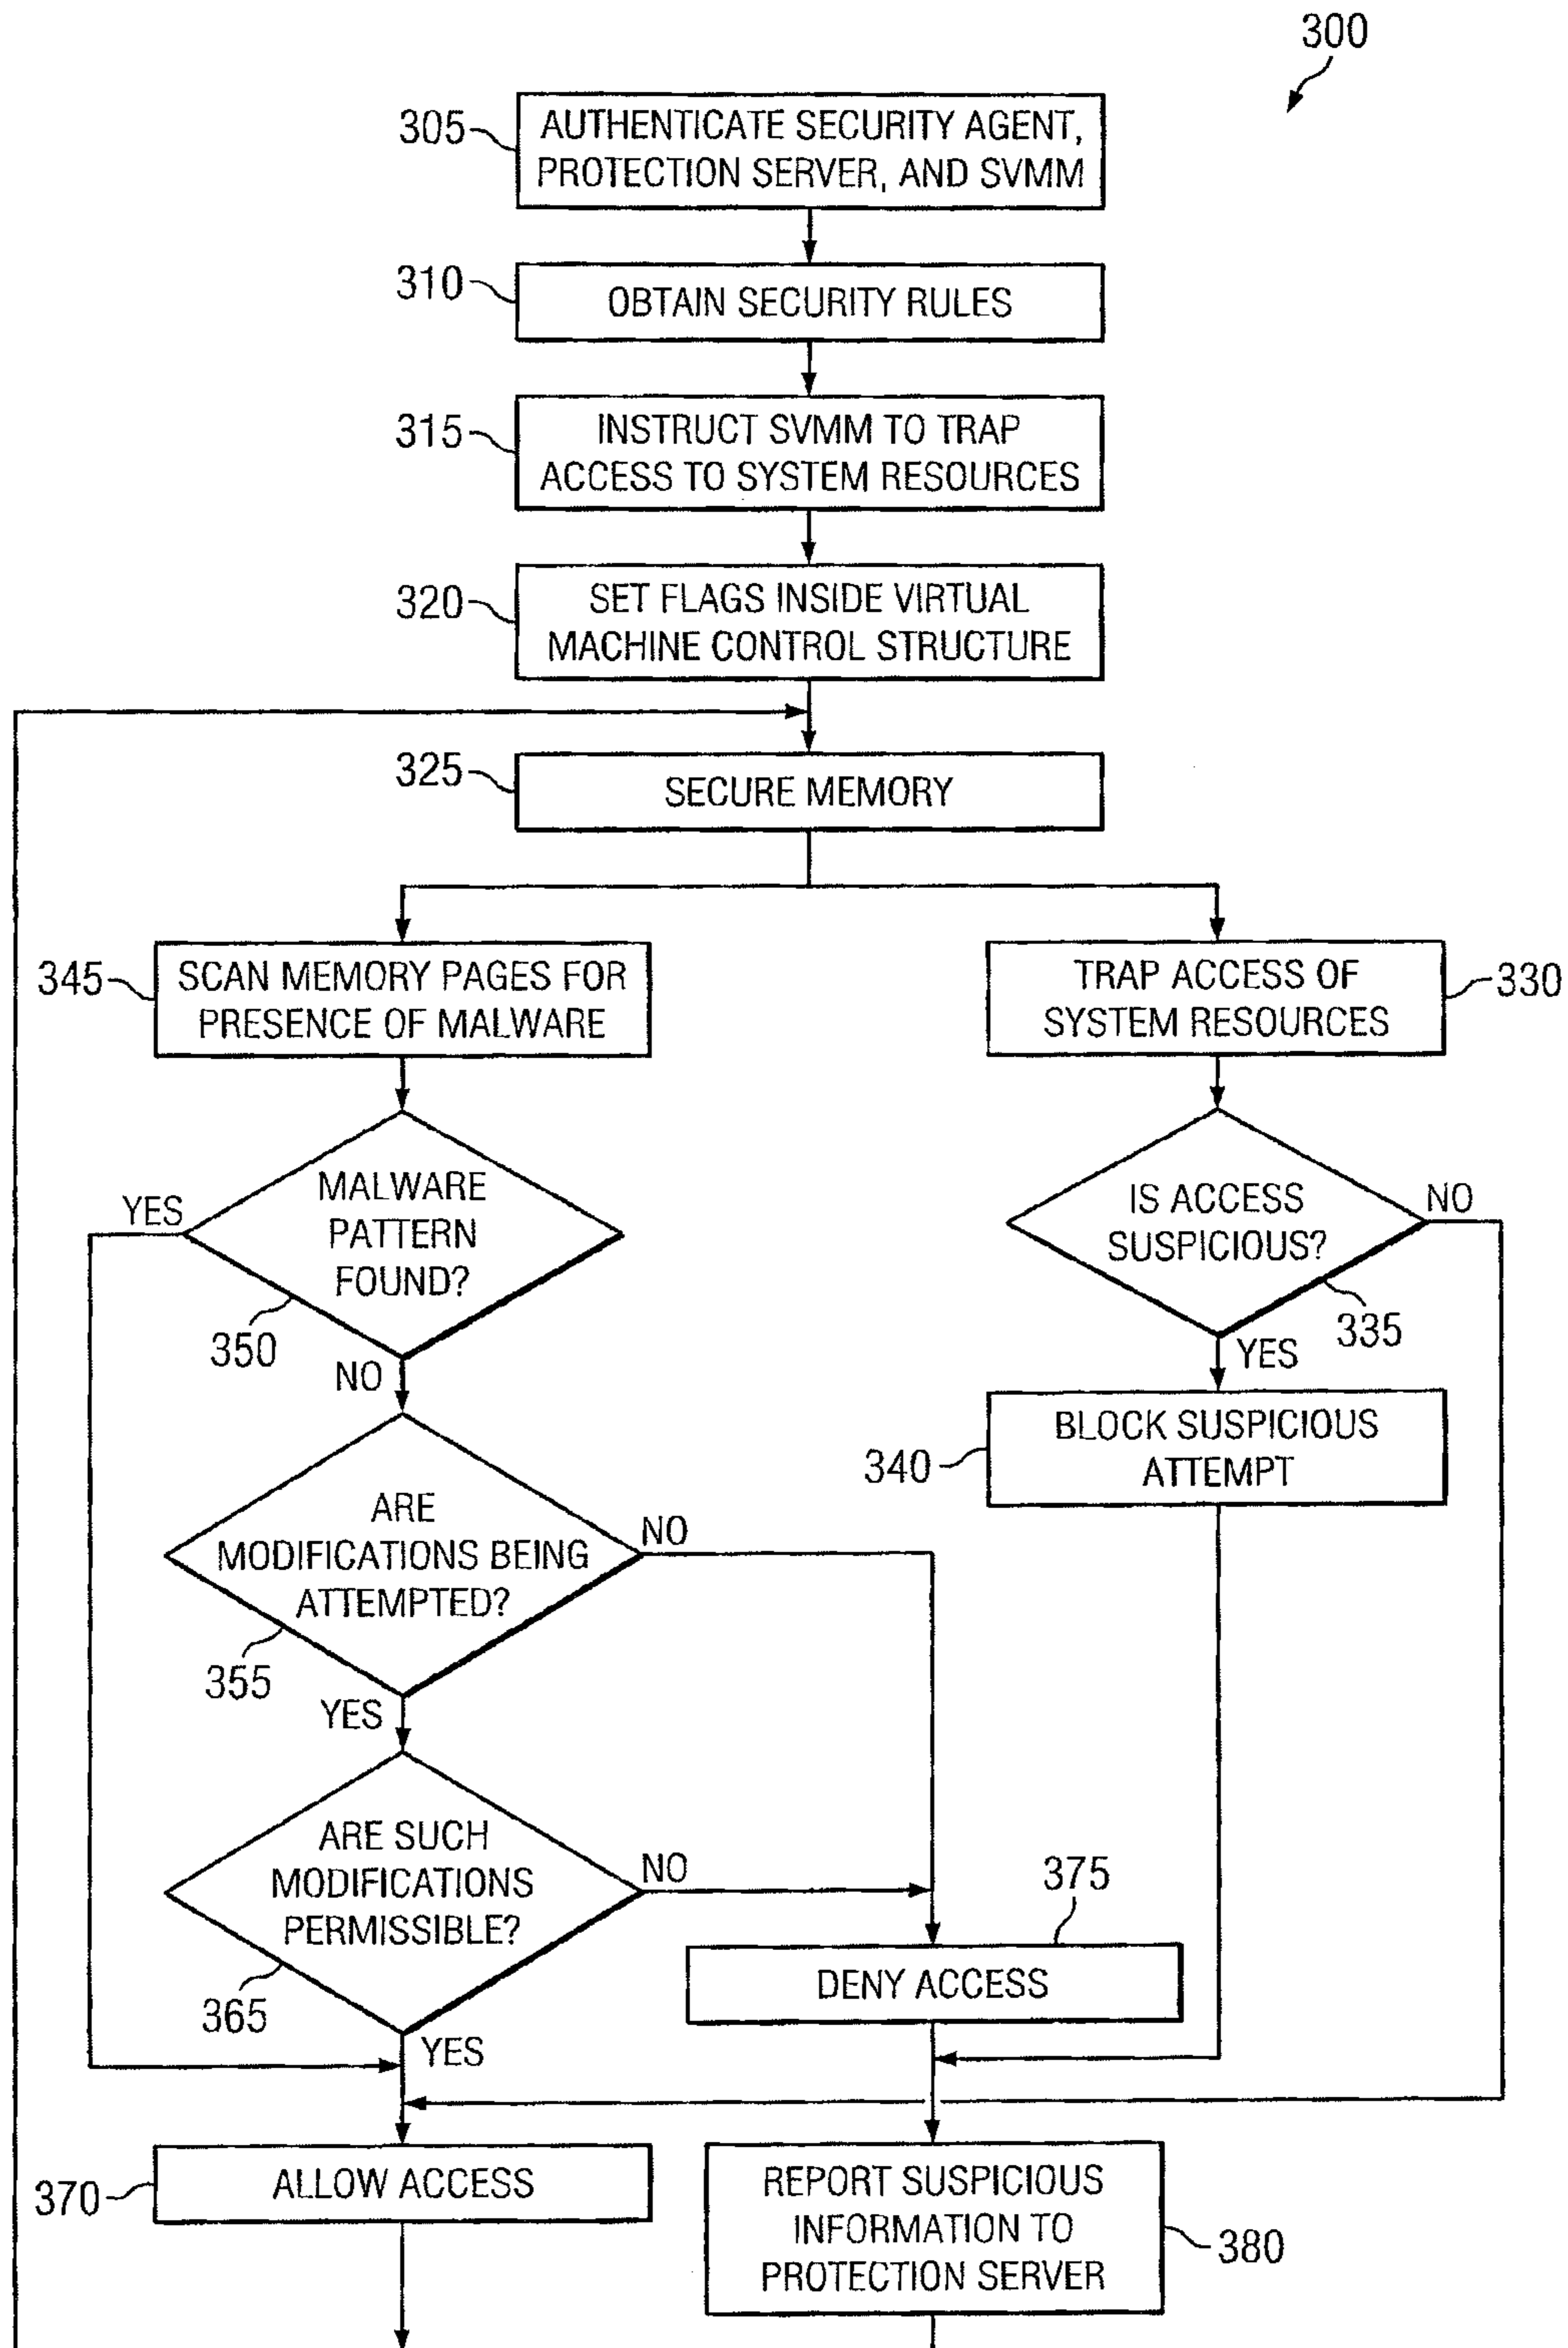 300
305
AUTHENTICATE SECURITY AGENT,
PROTECTION SERVER, AND SVMM
310
OBTAIN SECURITY RULES
315
INSTRUCT SVMM TO TRAP
ACCESS TO SYSTEM RESOURCES
320
SET FLAGS INSIDE VIRTUAL
MACHINE CONTROL STRUCTURE
325
SECURE MEMORY
345
SCAN MEMORY PAGES FOR
PRESENCE OF MALWARE
TRAP ACCESS OF
SYSTEM RESOURCES
330
YES
MALWARE
PATTERN
FOUND?
350
NO
IS ACCESS
SUSPICIOUS?
NO
335
YES
340
BLOCK SUSPICIOUS
ATTEMPT
ARE
MODIFICATIONS BEING
ATTEMPTED?
NO
355
YES
ARE SUCH
MODIFICATIONS
PERMISSIBLE?
NO
365
YES
375
DENY ACCESS
370
ALLOW ACCESS
REPORT SUSPICIOUS
INFORMATION TO
PROTECTION SERVER
380